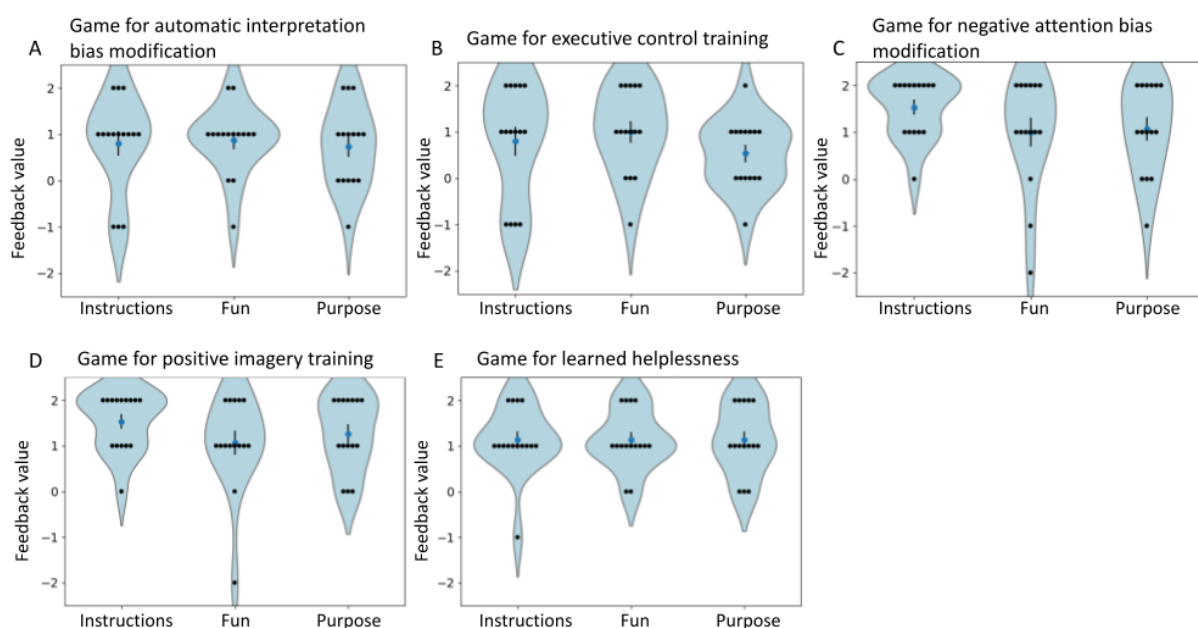 A
Game for automatic interpretation
bias modification
Feedback value
2
1
0
−1
−2
Instructions
Fun
Purpose
B
Game for executive control training
Feedback value
2
1
0
−1
−2
Instructions
Fun
Purpose
C
Game for negative attention bias
modification
Feedback value
2
1
0
−1
−2
Instructions
Fun
Purpose
D
Game for positive imagery training
Feedback value
2
1
0
−1
−2
Instructions
Fun
Purpose
E
Game for learned helplessness
Feedback value
2
1
0
−1
−2
Instructions
Fun
Purpose